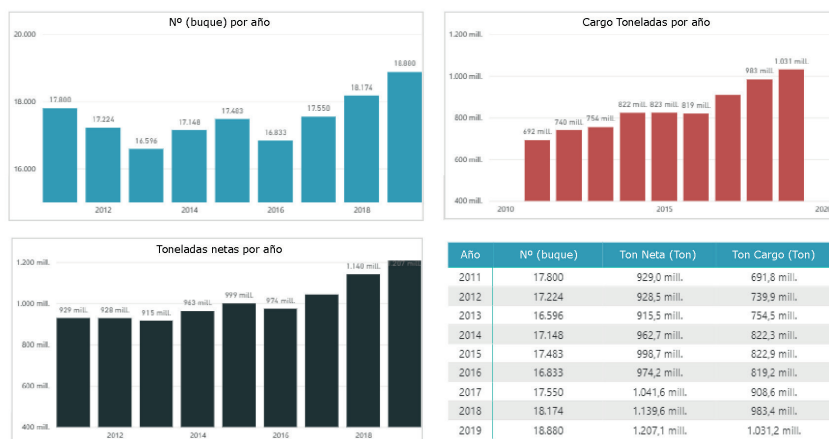 Nº (buque) por año
20.000
18.000
16.000
17.800
17.224
16.596
17.148
17.483
16.833
17.550
18.174
18.880
2012
2014
2016
2018
Cargo Toneladas por año
1.200 mill.
1.000 mill.
800 mill.
600 mill.
400 mill.
692 mill.
740 mill.
754 mill.
822 mill.
823 mill.
819 mill.
983 mill.
1.031 mill.
2010
2015
2020
Toneladas netas por año
1.200 mill.
1.000 mill.
800 mill.
600 mill.
400 mill.
929 mill.
928 mill.
915 mill.
963 mill.
999 mill.
974 mill.
1.140 mill.
1.207 mill.
2012
2014
2016
2018
Año Nº (buque) Ton Neta (Ton) Ton Cargo (Ton)
2011 17.800 929,0 mill. 691,8 mill.
2012 17.224 928,5 mill. 739,9 mill.
2013 16.596 915,5 mill. 754,5 mill.
2014 17.148 962,7 mill. 822,3 mill.
2015 17.483 998,7 mill. 822,9 mill.
2016 16.833 974,2 mill. 819,2 mill.
2017 17.550 1.041,6 mill. 908,6 mill.
2018 18.174 1.139,6 mill. 983,4 mill.
2019 18.880 1.207,1 mill. 1.031,2 mill.